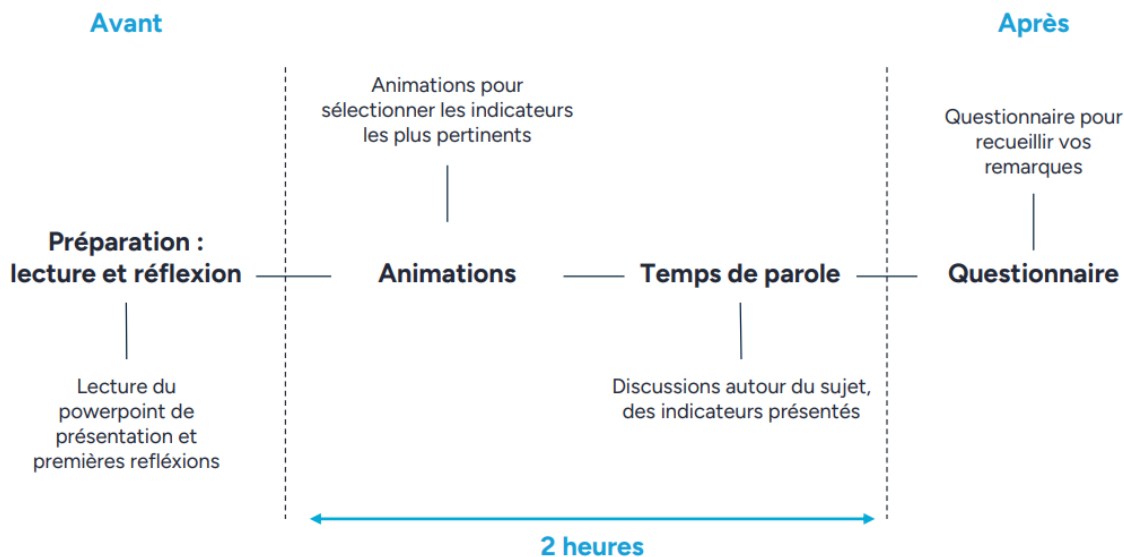 Avant
Après
Animations pour
sélectionner les indicateurs
les plus pertinents
Questionnaire pour
recueillir vos
remarques
Préparation :
lecture et réflexion
Animations
Temps de parole
Questionnaire
Lecture du
powerpoint de
présentation et
premières refléxions
Discussions autour du sujet,
des indicateurs présentés
2 heures